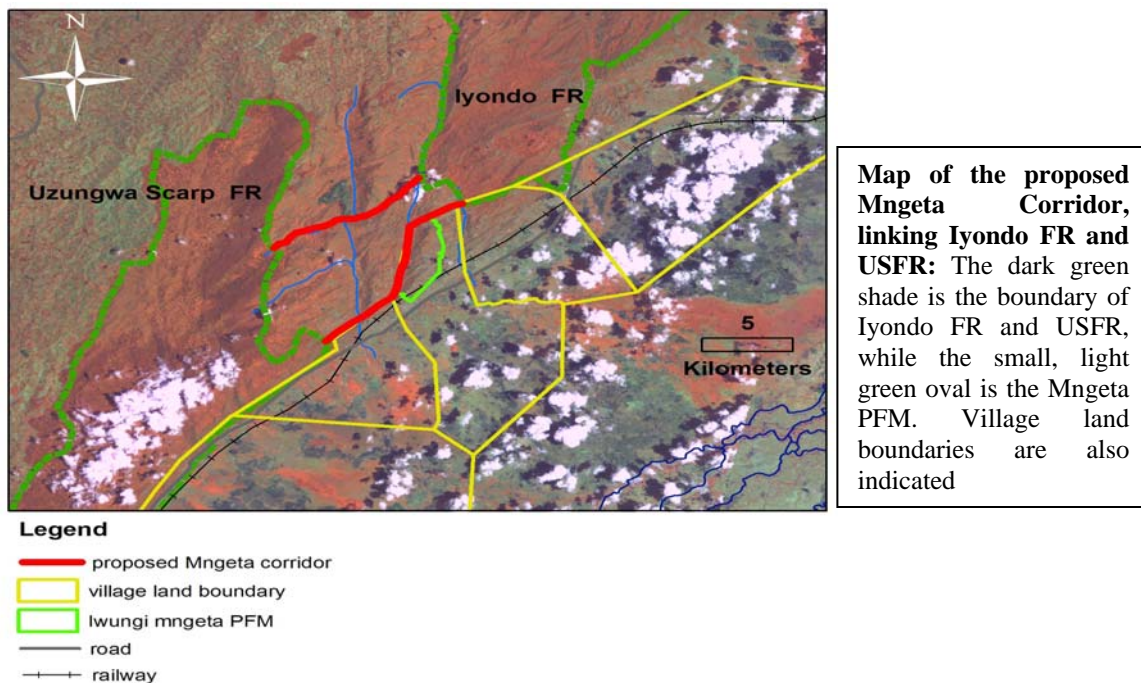 N
Iyondo FR
Uzungwa Scarp FR
5
Kilometers
Map of the proposed
Mngeta Corridor,
linking Iyondo FR and
USFR: The dark green
shade is the boundary of
Iyondo FR and USFR,
while the small, light
green oval is the Mngeta
PFM. Village land
boundaries are also
indicated
Legend
proposed Mngeta corridor
village land boundary
lwungi mngeta PFM
road
railway